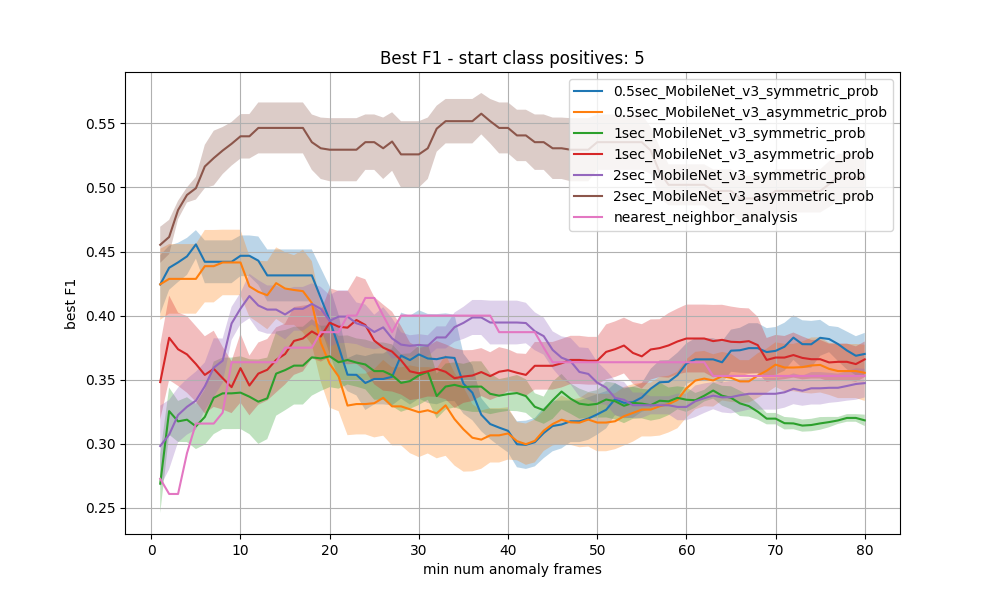 Best F1 - start class positives: 5
best F1
0.55
0.50
0.45
0.40
0.35
0.30
0.25
0.5sec_MobileNet_v3_symmetric_prob
0.5sec_MobileNet_v3_asymmetric_prob
1sec_MobileNet_v3_symmetric_prob
1sec_MobileNet_v3_asymmetric_prob
2sec_MobileNet_v3_symmetric_prob
2sec_MobileNet_v3_asymmetric_prob
nearest_neighbor_analysis
0 10 20 30 40 50 60 70 80
min num anomaly frames